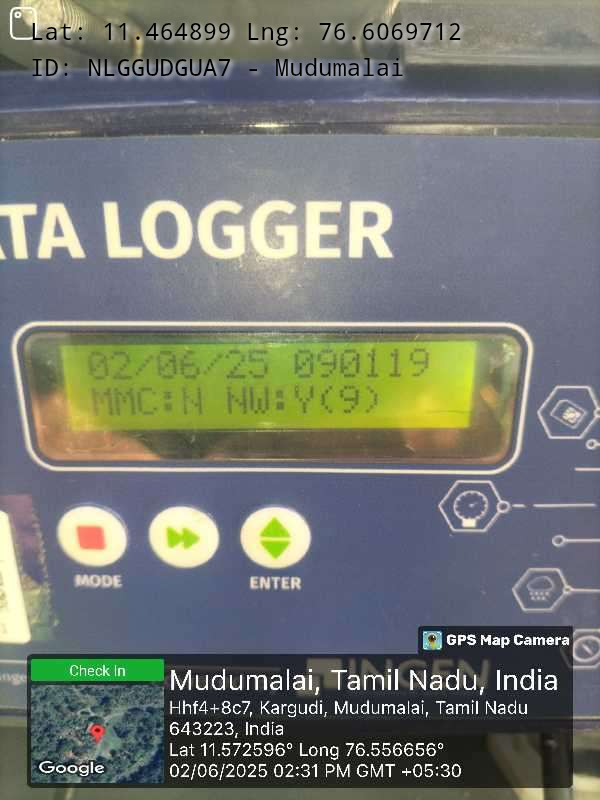 Lat: 11.464899 Lng: 76.6069712
ID: NLGGUDGUA7 - Mudumalai
ATA LOGGER
02/06/25 090119
MMC:N NW:Y(9)
MODE
ENTER
GPS Map Camera
Check In
Mudumalai, Tamil Nadu, India
Hhf4+8c7, Kargudi, Mudumalai, Tamil Nadu
643223, India
Lat 11.572596° Long 76.556656°
02/06/2025 02:31 PM GMT +05:30
Google